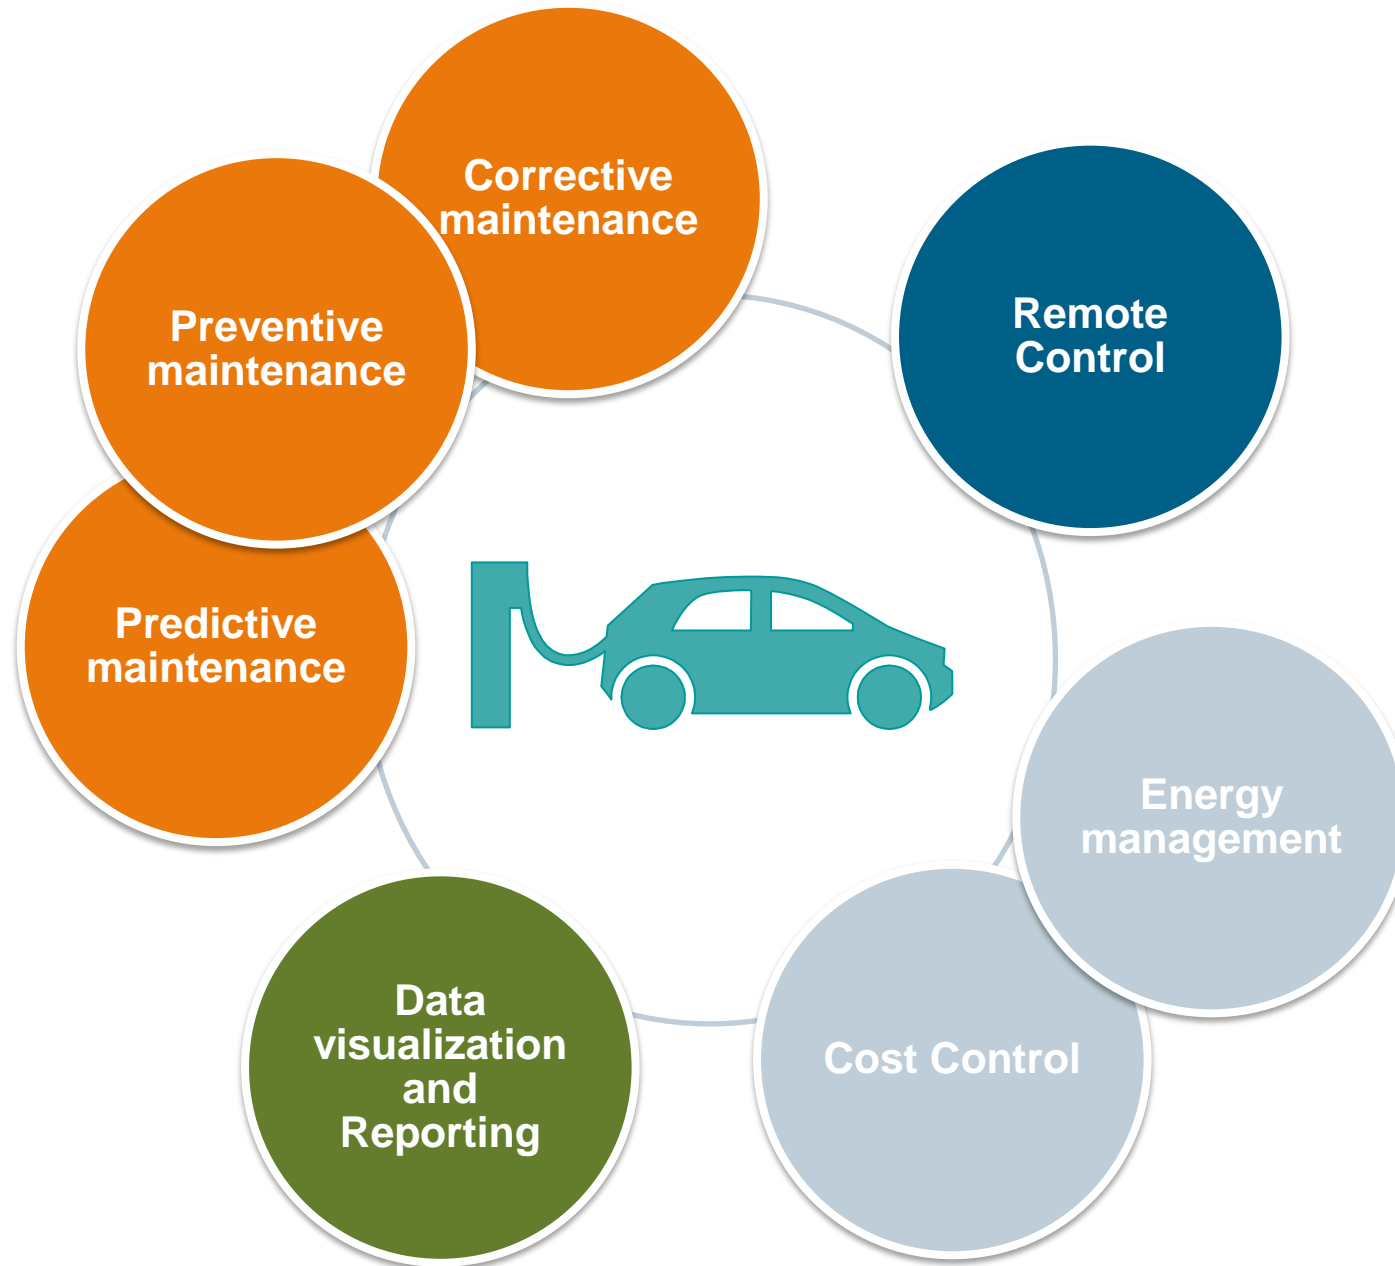 Corrective
maintenance
Remote
Control
Preventive
maintenance
Predictive
maintenance
Energy
management
Data
visualization
and
Reporting
Cost Control